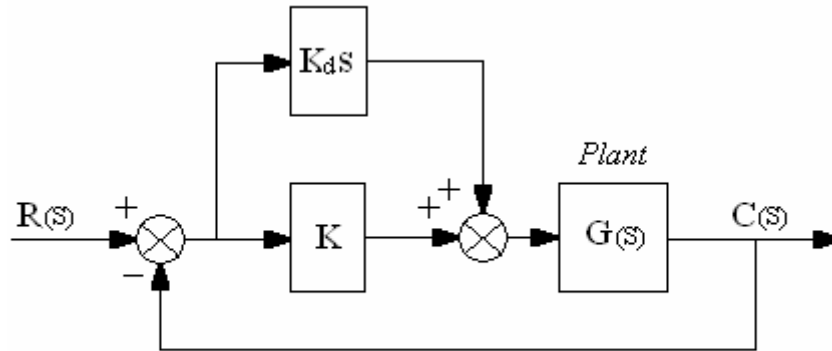 Kds
Plant
R(S)
+
−
K
+
+
G(S)
C(S)